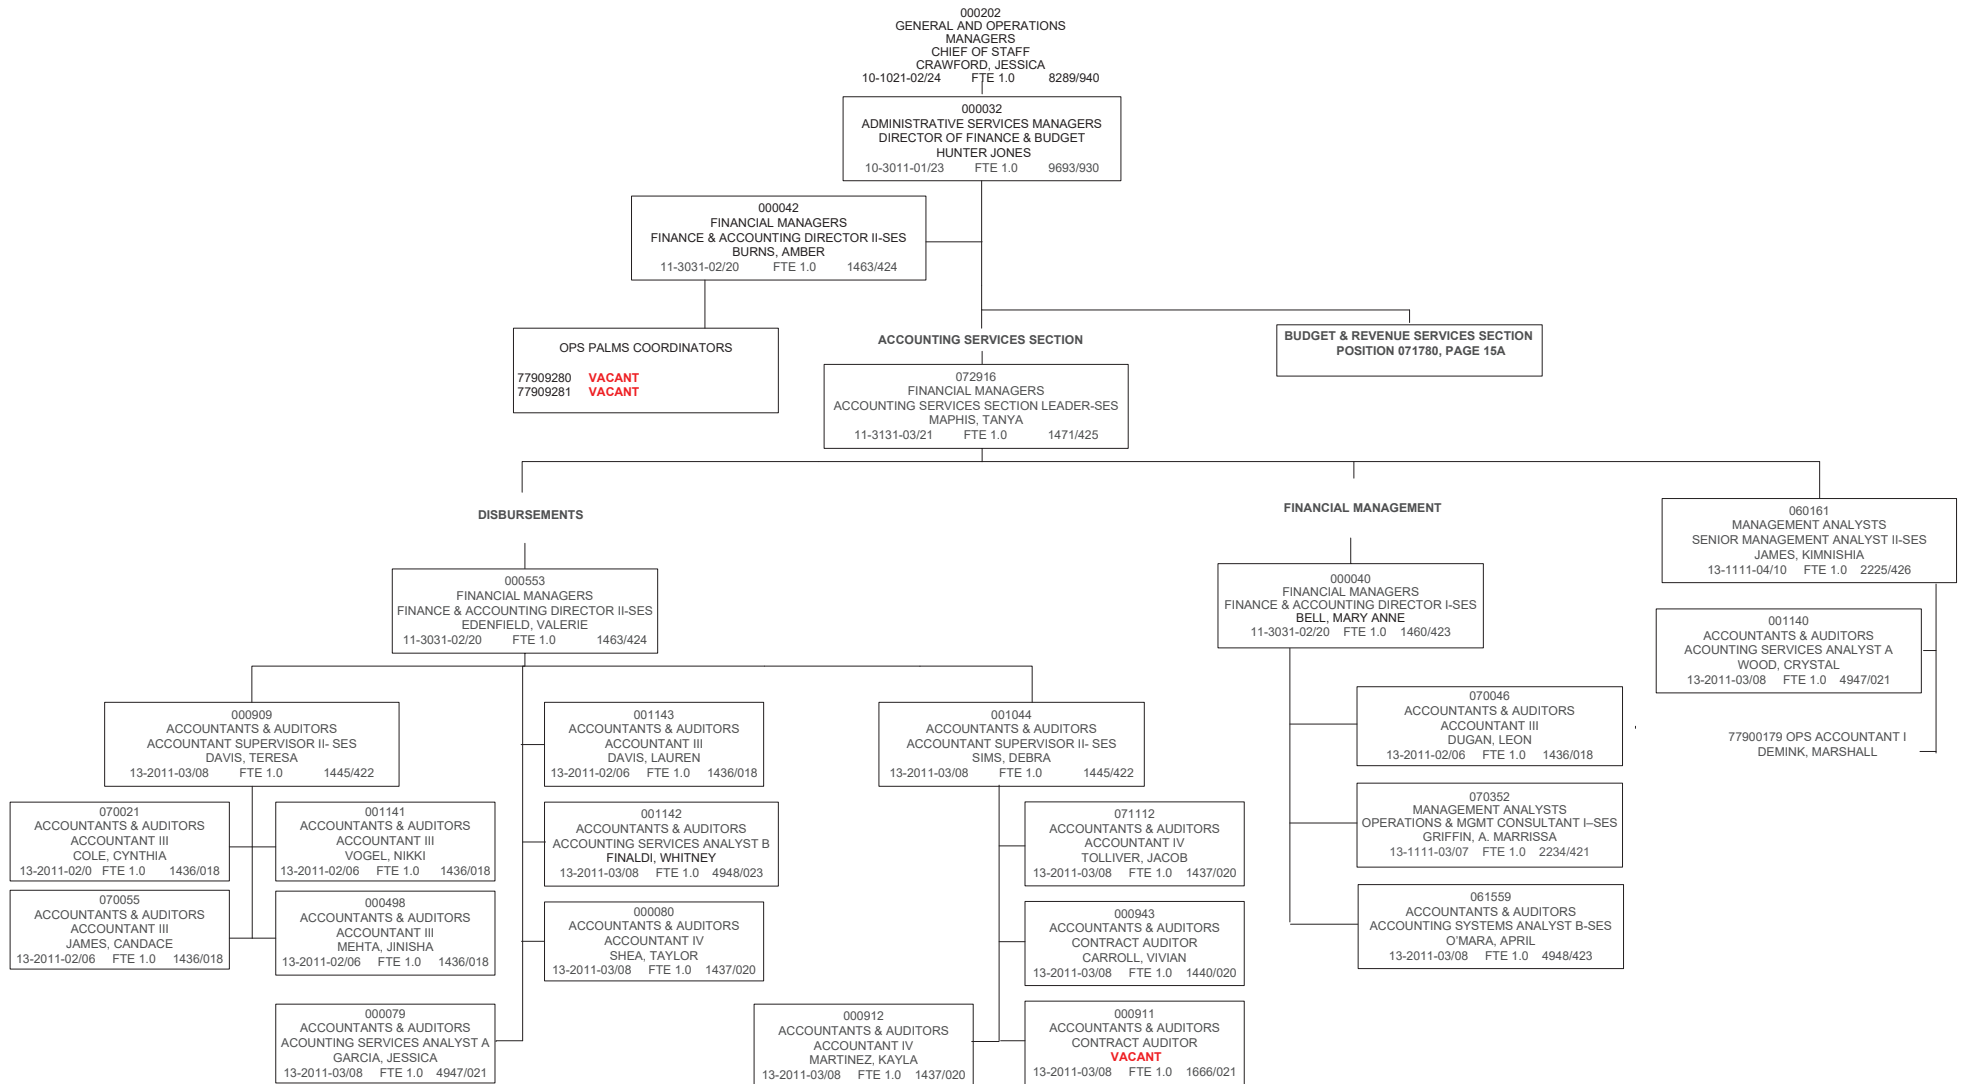 000202
GENERAL AND OPERATIONS
MANAGERS
CHIEF OF STAFF
CRAWFORD, JESSICA
10-1021-02/24 FTE 1.0 8289/940
000032
ADMINISTRATIVE SERVICES MANAGERS
DIRECTOR OF FINANCE & BUDGET
HUNTER JONES
10-3011-01/23 FTE 1.0 9693/930
000042
FINANCIAL MANAGERS
FINANCE & ACCOUNTING DIRECTOR II-SES
BURNS, AMBER
11-3031-02/20 FTE 1.0 1463/424
OPS PALMS COORDINATORS
77909280 VACANT
77909281 VACANT
ACCOUNTING SERVICES SECTION
BUDGET & REVENUE SERVICES SECTION
POSITION 071780, PAGE 15A
072916
FINANCIAL MANAGERS
ACCOUNTING SERVICES SECTION LEADER-SES
MAPHIS, TANYA
11-3131-03/21 FTE 1.0 1471/425
DISBURSEMENTS
000553
FINANCIAL MANAGERS
FINANCE & ACCOUNTING DIRECTOR II-SES
EDENFIELD, VALERIE
11-3031-02/20 FTE 1.0 1463/424
000909
ACCOUNTANTS & AUDITORS
ACCOUNTANT SUPERVISOR II- SES
DAVIS, TERESA
13-2011-03/08 FTE 1.0 1445/422
070021
ACCOUNTANTS & AUDITORS
ACCOUNTANT III
COLE, CYNTHIA
13-2011-02/0 FTE 1.0 1436/018
001141
ACCOUNTANTS & AUDITORS
ACCOUNTANT III
VOGEL, NIKKI
13-2011-02/06 FTE 1.0 1436/018
070055
ACCOUNTANTS & AUDITORS
ACCOUNTANT III
JAMES, CANDACE
13-2011-02/06 FTE 1.0 1436/018
000498
ACCOUNTANTS & AUDITORS
ACCOUNTANT III
MEHTA, JINISHA
13-2011-02/06 FTE 1.0 1436/018
000079
ACCOUNTANTS & AUDITORS
ACOUNTING SERVICES ANALYST A
GARCIA, JESSICA
13-2011-03/08 FTE 1.0 4947/021
001143
ACCOUNTANTS & AUDITORS
ACCOUNTANT III
DAVIS, LAUREN
13-2011-02/06 FTE 1.0 1436/018
001142
ACCOUNTANTS & AUDITORS
ACCOUNTING SERVICES ANALYST B
FINALDI, WHITNEY
13-2011-03/08 FTE 1.0 4948/023
000080
ACCOUNTANTS & AUDITORS
ACCOUNTANT IV
SHEA, TAYLOR
13-2011-03/08 FTE 1.0 1437/020
001044
ACCOUNTANTS & AUDITORS
ACCOUNTANT SUPERVISOR II- SES
SIMS, DEBRA
13-2011-03/08 FTE 1.0 1445/422
071112
ACCOUNTANTS & AUDITORS
ACCOUNTANT IV
TOLLIVER, JACOB
13-2011-03/08 FTE 1.0 1437/020
000943
ACCOUNTANTS & AUDITORS
CONTRACT AUDITOR
CARROLL, VIVIAN
13-2011-03/08 FTE 1.0 1440/020
000912
ACCOUNTANTS & AUDITORS
ACCOUNTANT IV
MARTINEZ, KAYLA
13-2011-03/08 FTE 1.0 1437/020
000911
ACCOUNTANTS & AUDITORS
CONTRACT AUDITOR
VACANT
13-2011-03/08 FTE 1.0 1666/021
FINANCIAL MANAGEMENT
000040
FINANCIAL MANAGERS
FINANCE & ACCOUNTING DIRECTOR I-SES
BELL, MARY ANNE
11-3031-02/20 FTE 1.0 1460/423
070046
ACCOUNTANTS & AUDITORS
ACCOUNTANT III
DUGAN, LEON
13-2011-02/06 FTE 1.0 1436/018
070352
MANAGEMENT ANALYSTS
OPERATIONS & MGMT CONSULTANT I–SES
GRIFFIN, A. MARRISSA
13-1111-03/07 FTE 1.0 2234/421
061559
ACCOUNTANTS & AUDITORS
ACCOUNTING SYSTEMS ANALYST B-SES
O'MARA, APRIL
13-2011-03/08 FTE 1.0 4948/423
060161
MANAGEMENT ANALYSTS
SENIOR MANAGEMENT ANALYST II-SES
JAMES, KIMNISHIA
13-1111-04/10 FTE 1.0 2225/426
001140
ACCOUNTANTS & AUDITORS
ACOUNTING SERVICES ANALYST A
WOOD, CRYSTAL
13-2011-03/08 FTE 1.0 4947/021
77900179 OPS ACCOUNTANT I
DEMINK, MARSHALL